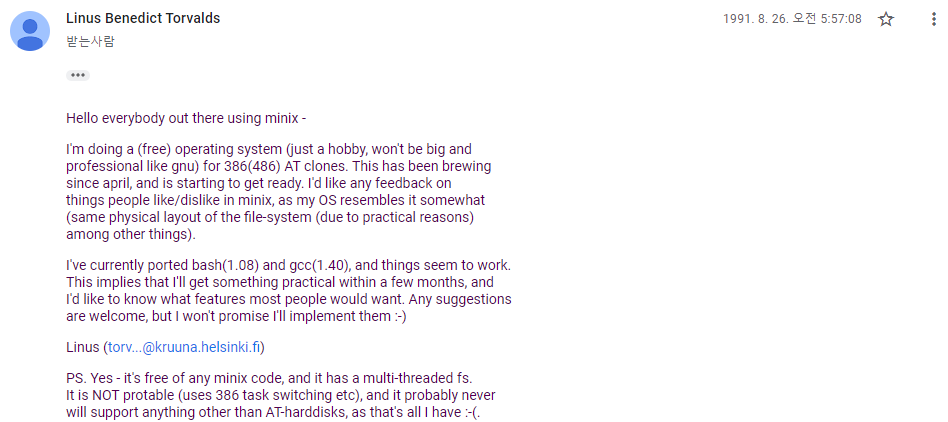 Linus Benedict Torvalds
1991. 8. 26. 오전 5:57:08
받는사람
Hello everybody out there using minix -
I'm doing a (free) operating system (just a hobby, won't be big and
professional like gnu) for 386(486) AT clones. This has been brewing
since april, and is starting to get ready. I'd like any feedback on
things people like/dislike in minix, as my OS resembles it somewhat
(same physical layout of the file-system (due to practical reasons)
among other things).
I've currently ported bash(1.08) and gcc(1.40), and things seem to work.
This implies that I'll get something practical within a few months, and
I'd like to know what features most people would want. Any suggestions
are welcome, but I won't promise I'll implement them :-)
Linus (torv...@kruuna.helsinki.fi)
PS. Yes - it's free of any minix code, and it has a multi-threaded fs.
It is NOT protable (uses 386 task switching etc), and it probably never
will support anything other than AT-harddisks, as that's all I have :-(.